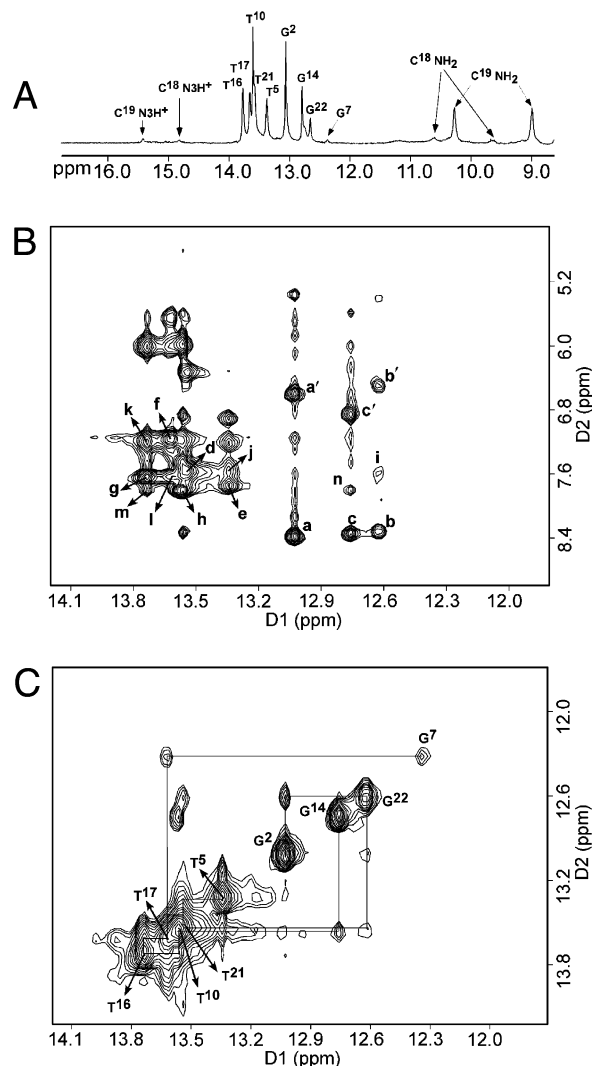 A
T10
G2
T17
T16
T21
T5
G14
G22
G7
C18 N3H+
C19 N3H+
C18 NH2
C19 NH2
ppm 16.0 15.0 14.0 13.0 12.0 11.0 10.0 9.0
B
5.2
6.0
6.8
7.6
8.4
D2 (ppm)
a′
b′
c′
k
f
d
j
g
m
l
h
e
n
i
a
c
b
14.1 13.8 13.5 13.2 12.9 12.6 12.3 12.0
D1 (ppm)
C
12.0
12.6
13.2
13.8
D2 (ppm)
G7
G14
G22
G2
T5
T17
T16
T10
T21
14.1 13.8 13.5 13.2 12.9 12.6 12.3 12.0
D1 (ppm)